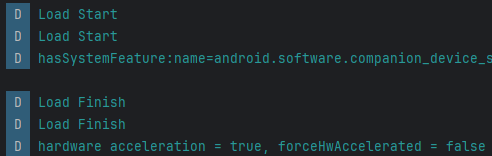 D Load Start
D Load Start
D hasSystemFeature:name=android.software.companion_device_s
D Load Finish
D Load Finish
D hardware acceleration = true, forceHwAccelerated = false